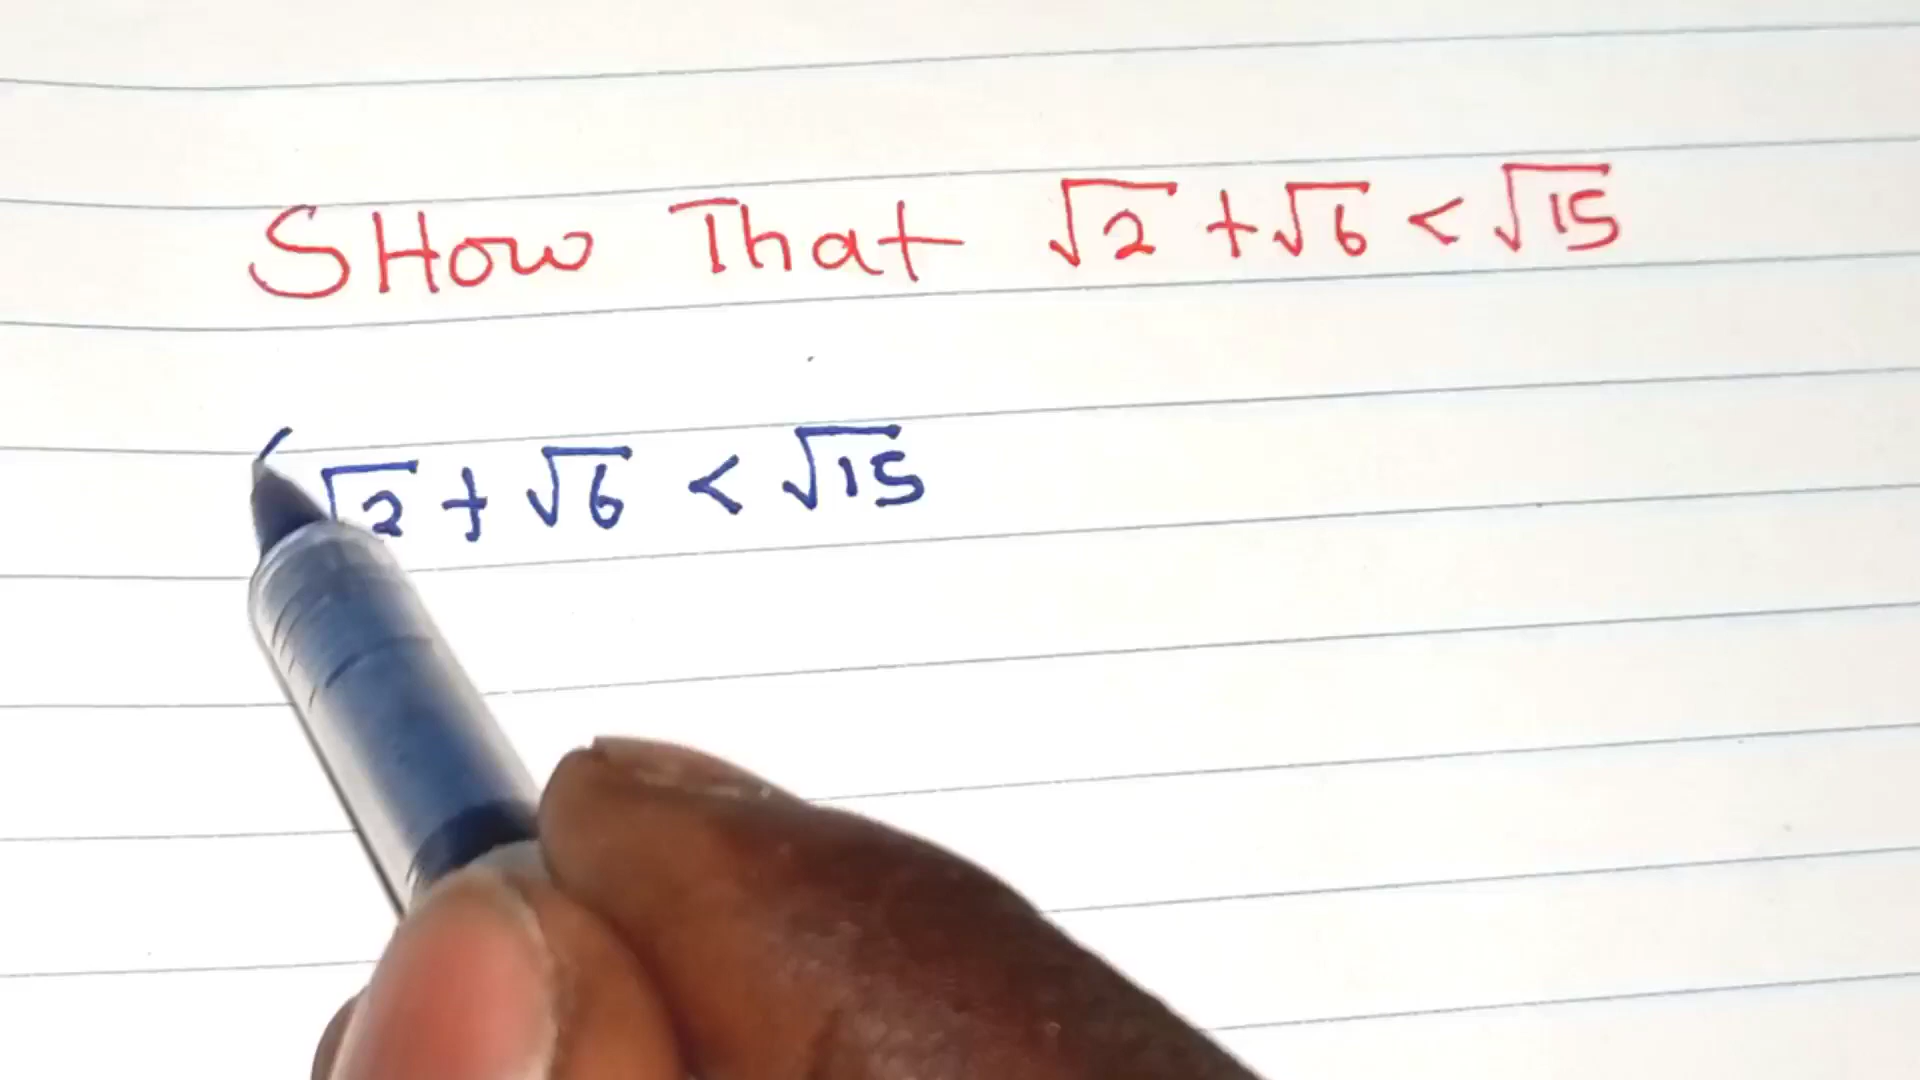 SHow That √2 + √6 < √15
( √2 + √6 < √15